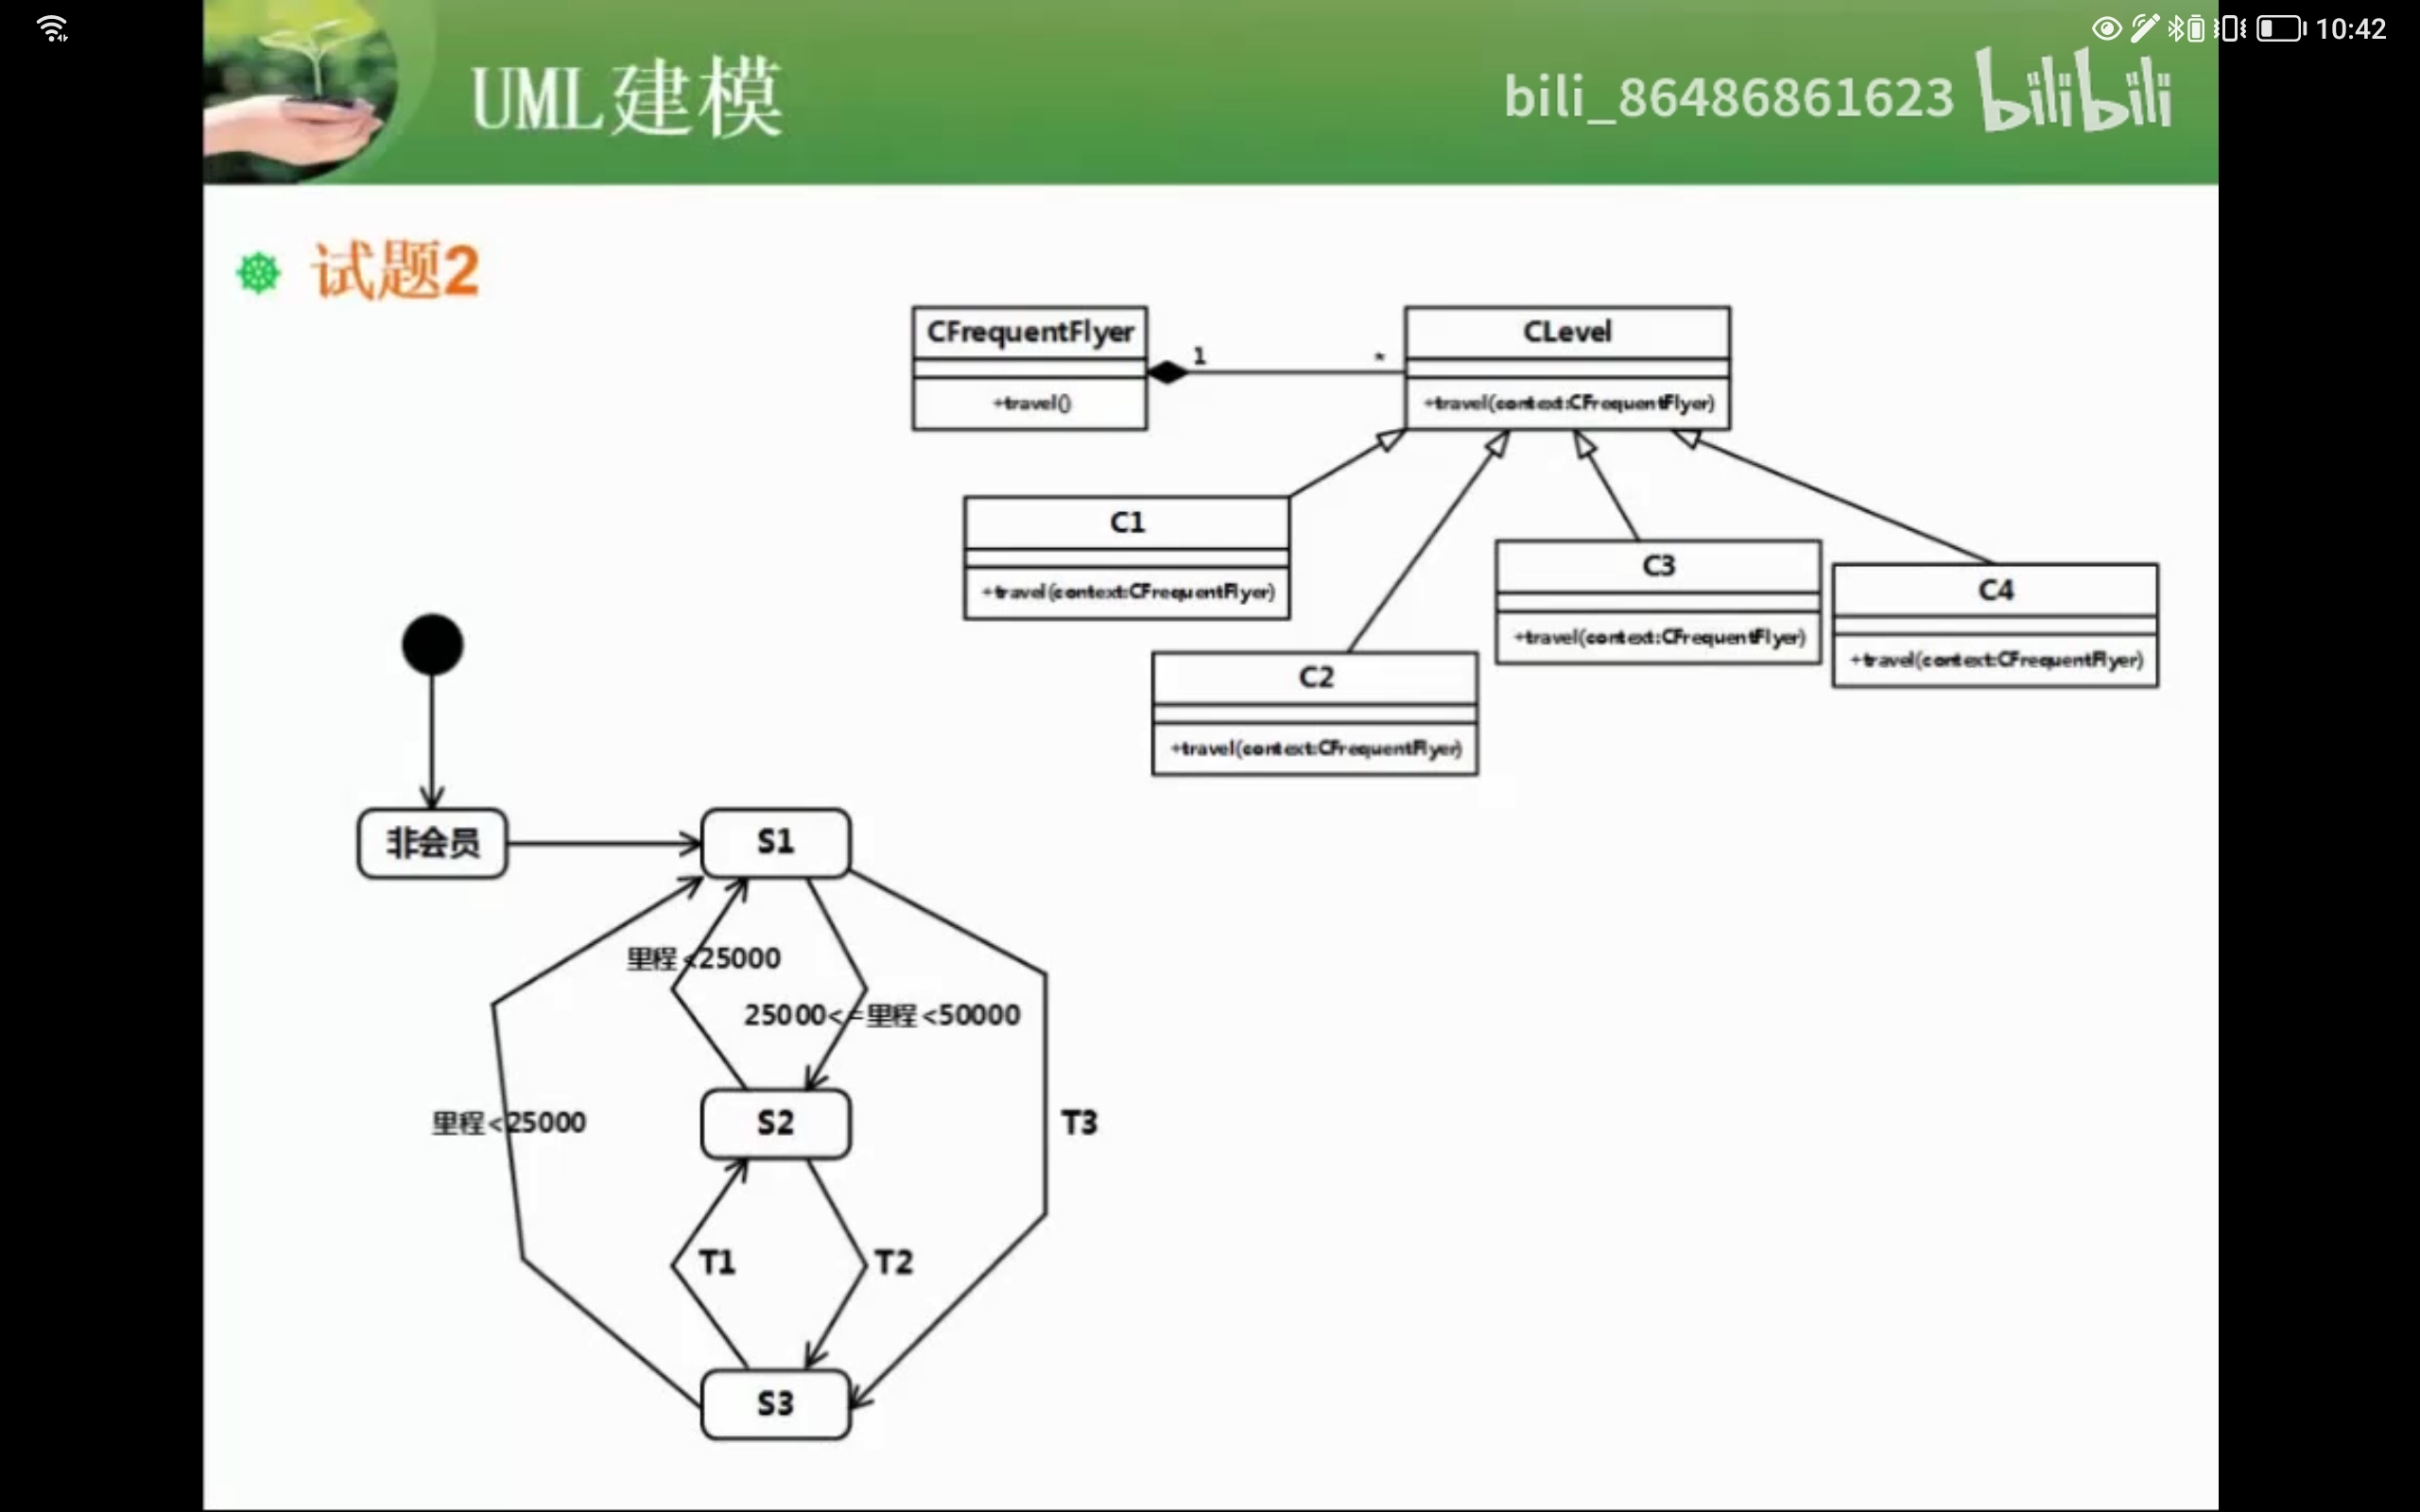 10:42
UML建模
bili_86486861623
bilibili
试题2
CFrequentFlyer
+travel()
1
*
CLevel
+travel(context:CFrequentFlyer)
C1
+travel(context:CFrequentFlyer)
C2
+travel(context:CFrequentFlyer)
C3
+travel(context:CFrequentFlyer)
C4
+travel(context:CFrequentFlyer)
非会员
S1
里程<25000
25000<=里程<50000
里程<25000
S2
T3
T1
T2
S3